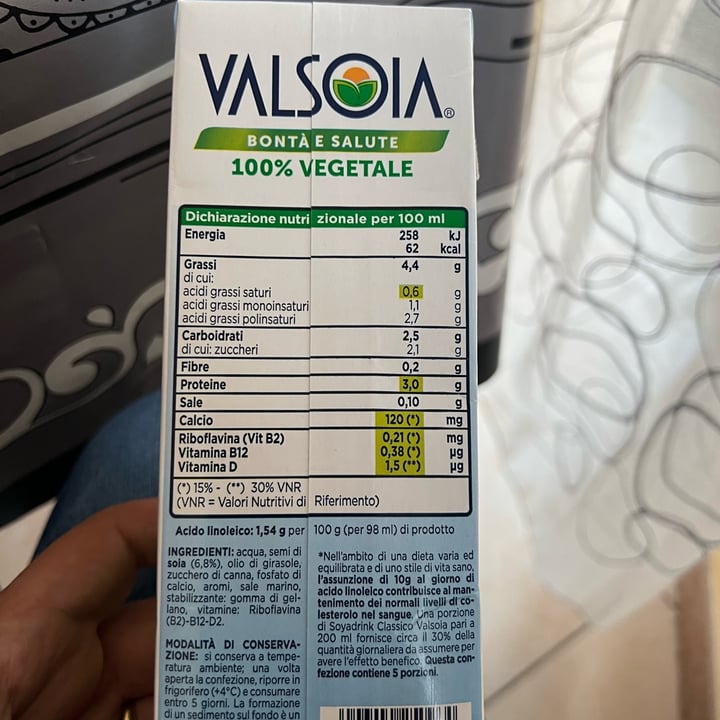 VALSOIA®
BONTÀ E SALUTE
100% VEGETALE
Dichiarazione nutrizionale per 100 ml
Energia 258 kJ
62 kcal
Grassi 4,4 g
di cui:
acidi grassi saturi 0,6 g
acidi grassi monoinsaturi 1,1 g
acidi grassi polinsaturi 2,7 g
Carboidrati 2,5 g
di cui: zuccheri 2,1 g
Fibre 0,2 g
Proteine 3,0 g
Sale 0,10 g
Calcio 120 (*) mg
Riboflavina (Vit B2) 0,21 (*) mg
Vitamina B12 0,38 (*) µg
Vitamina D 1,5 (**) µg
(*) 15% - (**) 30% VNR
(VNR = Valori Nutritivi di Riferimento)
Acido linoleico: 1,54 g per 100 g (per 98 ml) di prodotto
INGREDIENTI: acqua, semi di
soia (6,8%), olio di girasole,
zucchero di canna, fosfato di
calcio, aromi, sale marino,
stabilizzante: gomma di gel-
lano, vitamine: Riboflavina
(B2)-B12-D2.
MODALITÀ DI CONSERVA-
ZIONE: si conserva a tempe-
ratura ambiente; una volta
aperta la confezione, riporre in
frigorifero (+4°C) e consumare
entro 5 giorni. La formazione
di un sedimento sul fondo è un
*Nell'ambito di una dieta varia ed
equilibrata e di uno stile di vita sano,
l'assunzione di 10g al giorno di
acido linoleico contribuisce al man-
tenimento dei normali livelli di co-
lesterolo nel sangue. Una porzione
di Soyadrink Classico Valsoia pari a
200 ml fornisce circa il 30% della
quantità giornaliera da assumere per
avere l'effetto benefico. Questa con-
fezione contiene 5 porzioni.